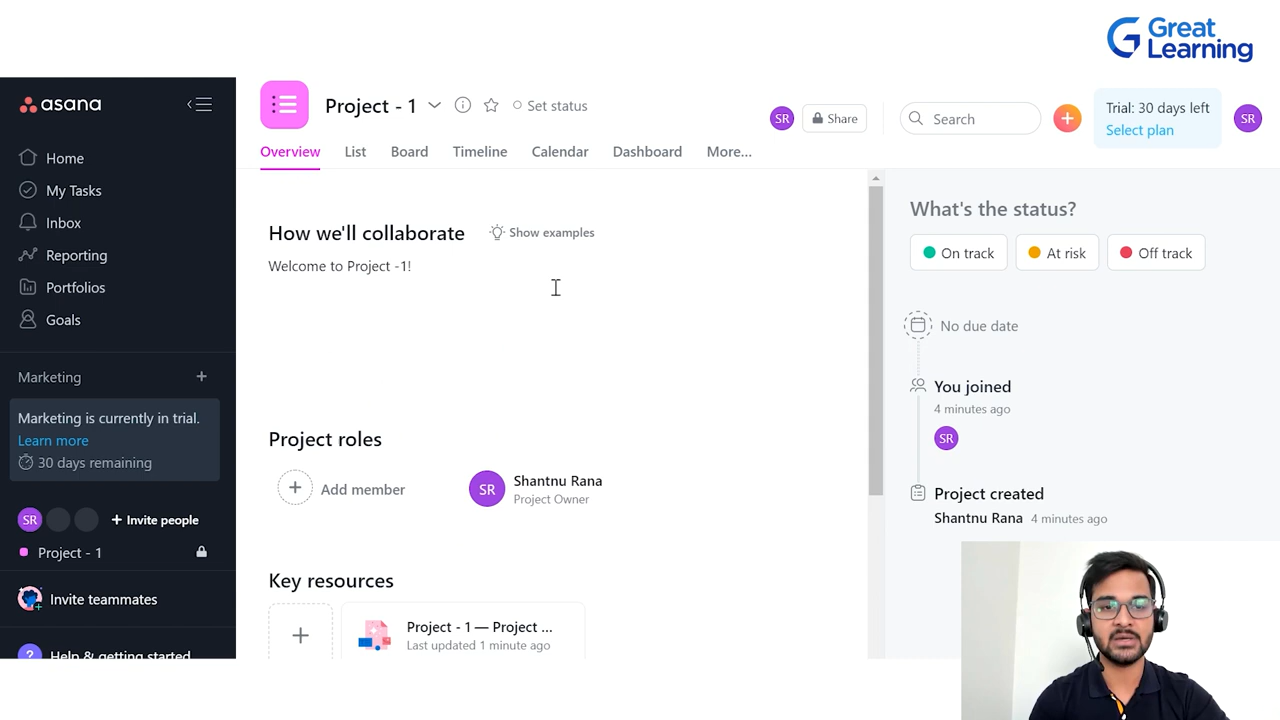 Great
Learning
asana
Home
My Tasks
Inbox
Reporting
Portfolios
Goals
Marketing
Marketing is currently in trial.
Learn more
30 days remaining
SR
Invite people
Project - 1
Invite teammates
? Help & getting started
Project - 1
Set status
SR
Share
Search
Trial: 30 days left
Select plan
SR
Overview List Board Timeline Calendar Dashboard More...
How we'll collaborate
Show examples
Welcome to Project -1!
Project roles
Add member
SR
Shantnu Rana
Project Owner
Key resources
Project - 1 — Project ...
Last updated 1 minute ago
What's the status?
On track At risk Off track
No due date
You joined
4 minutes ago
SR
Project created
Shantnu Rana 4 minutes ago